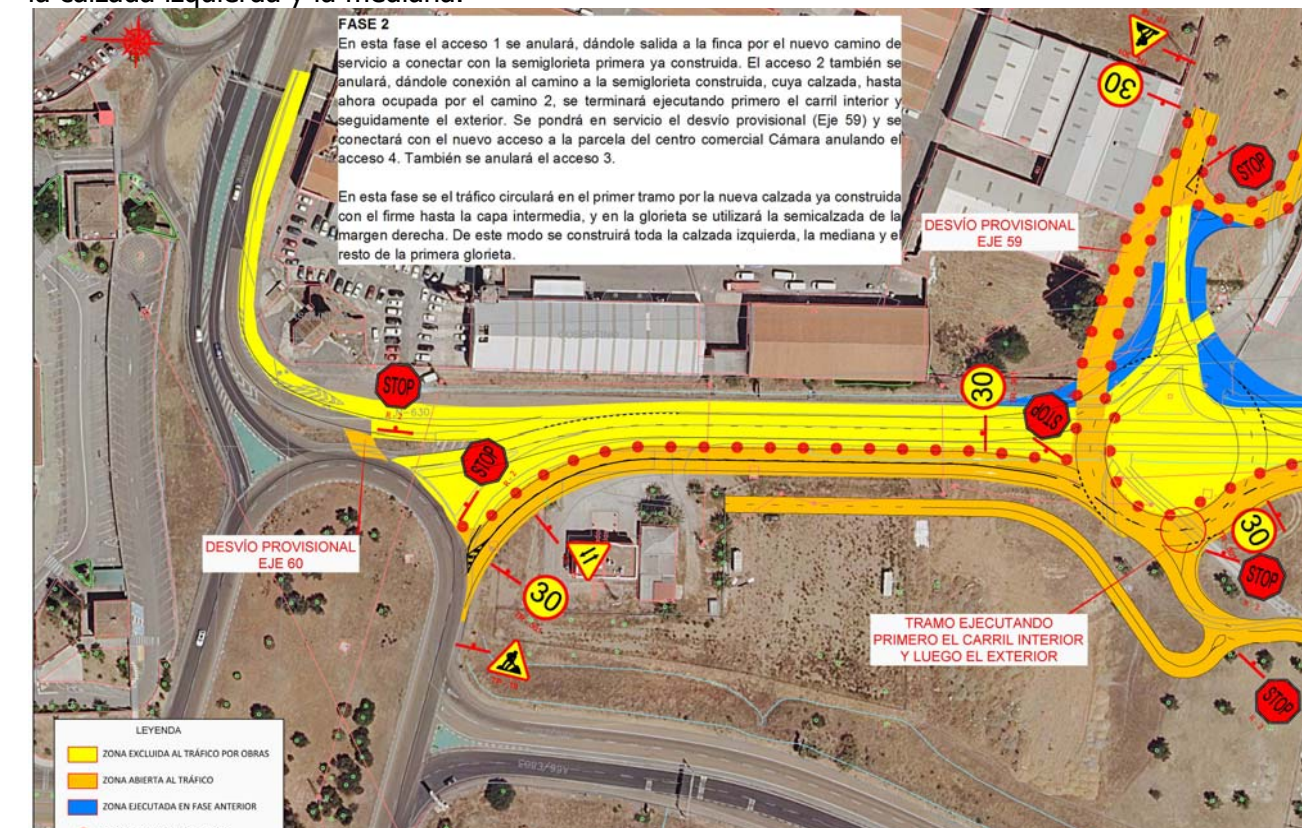 la calzada izquierda y la mediana.
FASE 2
En esta fase el acceso 1 se anulará, dándole salida a la finca por el nuevo camino de
servicio a conectar con la semiglorieta primera ya construida. El acceso 2 también se
anulará, dándole conexión al camino a la semiglorieta construida, cuya calzada, hasta
ahora ocupada por el camino 2, se terminará ejecutando primero el carril interior y
seguidamente el exterior. Se pondrá en servicio el desvío provisional (Eje 59) y se
conectará con el nuevo acceso a la parcela del centro comercial Cámara anulando el
acceso 4. También se anulará el acceso 3.
En esta fase se el tráfico circulará en el primer tramo por la nueva calzada ya construida
con el firme hasta la capa intermedia, y en la glorieta se utilizará la semicalzada de la
margen derecha. De este modo se construirá toda la calzada izquierda, la mediana y el
resto de la primera glorieta.
30
STOP
DESVÍO PROVISIONAL
EJE 59
STOP
N-630
30
STOP
STOP
R-2
30
STOP
DESVÍO PROVISIONAL
EJE 60
30
TRAMO EJECUTANDO
PRIMERO EL CARRIL INTERIOR
Y LUEGO EL EXTERIOR
STOP
LEYENDA
ZONA EXCLUIDA AL TRÁFICO POR OBRAS
ZONA ABIERTA AL TRÁFICO
ZONA EJECUTADA EN FASE ANTERIOR